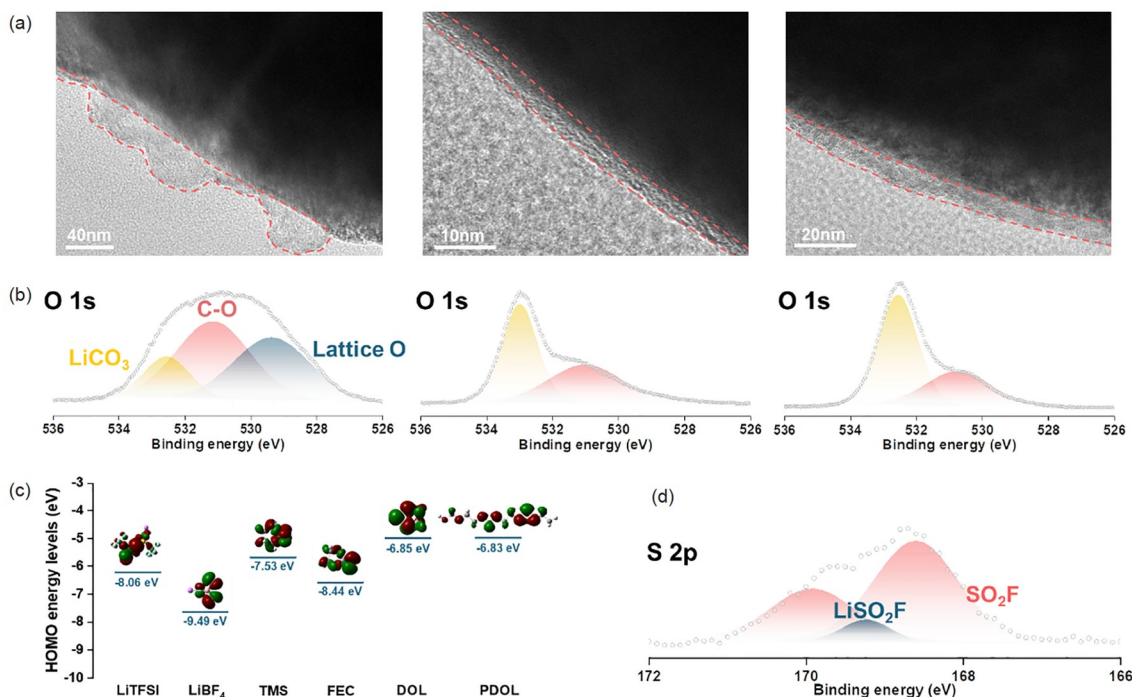 (a)
40nm
10nm
20nm
(b)
O 1s
C-O
LiCO₃
Lattice O
536 534 532 530 528 526
Binding energy (eV)
O 1s
536 534 532 530 528 526
Binding energy (eV)
O 1s
536 534 532 530 528 526
Binding energy (eV)
(c)
HOMO energy levels (eV)
-3
-4
-5
-6
-7
-8
-9
-10
-8.06 eV
-9.49 eV
-7.53 eV
-8.44 eV
-6.85 eV
-6.83 eV
LiTFSI LiBF₄ TMS FEC DOL PDOL
(d)
S 2p
SO₂F
LiSO₂F
172 170 168 166
Binding energy (eV)